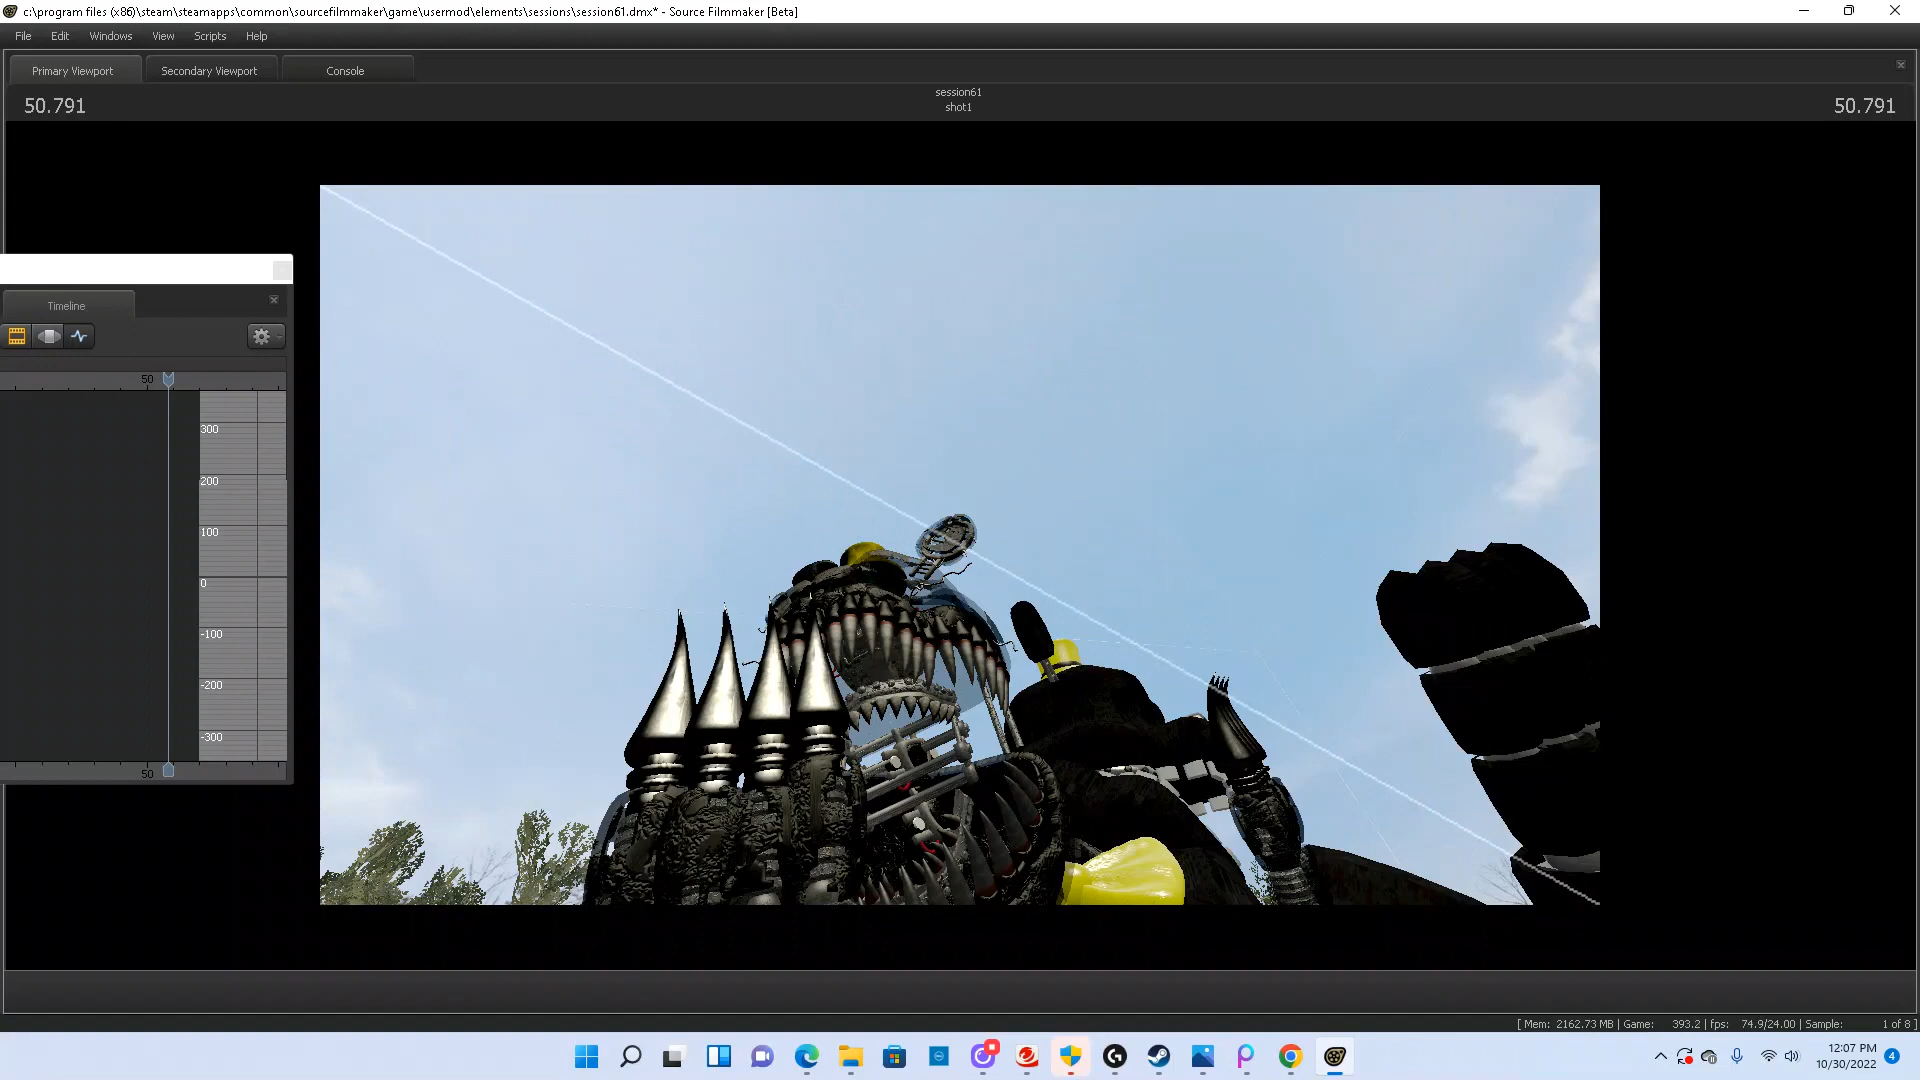 c:\program files (x86)\steam\steamapps\common\sourcefilmmaker\game\usermod\elements\sessions\session61.dmx* - Source Filmmaker [Beta]
File Edit Windows View Scripts Help
Primary Viewport Secondary Viewport Console
session61
50.791 shot1 50.791
Timeline
50
300
200
100
0
-100
-200
-300
50
[ Mem: 2162.73 MB | Game: 393.2 | fps: 74.9/24.00 | Sample: 1 of 8 ]
12:07 PM
10/30/2022
4